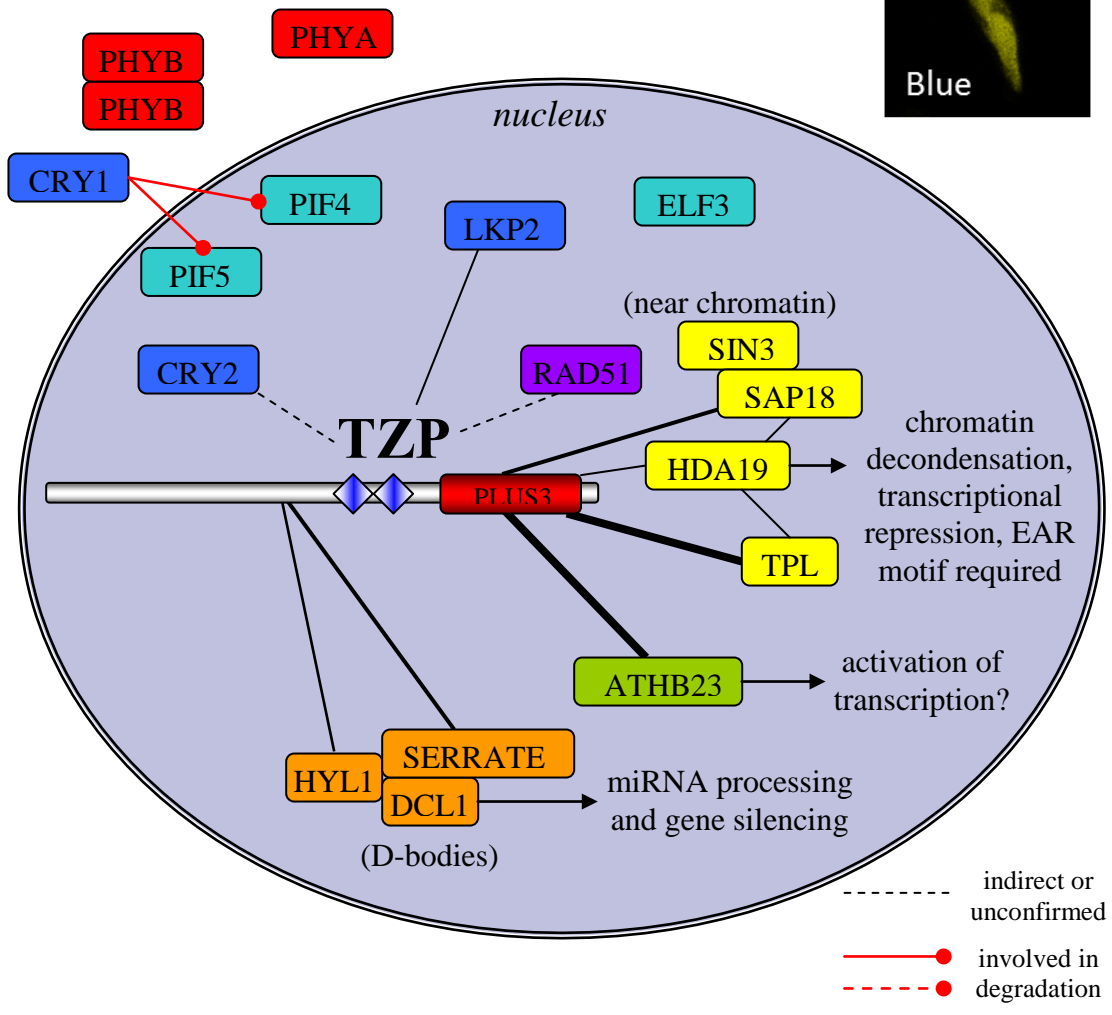 PHYA
PHYB
PHYB
Blue
nucleus
CRY1
PIF4
ELF3
LKP2
PIF5
(near chromatin)
SIN3
CRY2
RAD51
SAP18
TZP
chromatin
decondensation,
transcriptional
repression, EAR
motif required
HDA19
PLUS3
TPL
ATHB23
activation of
transcription?
SERRATE
HYL1
DCL1
miRNA processing
and gene silencing
(D-bodies)
indirect or
unconfirmed
involved in
degradation